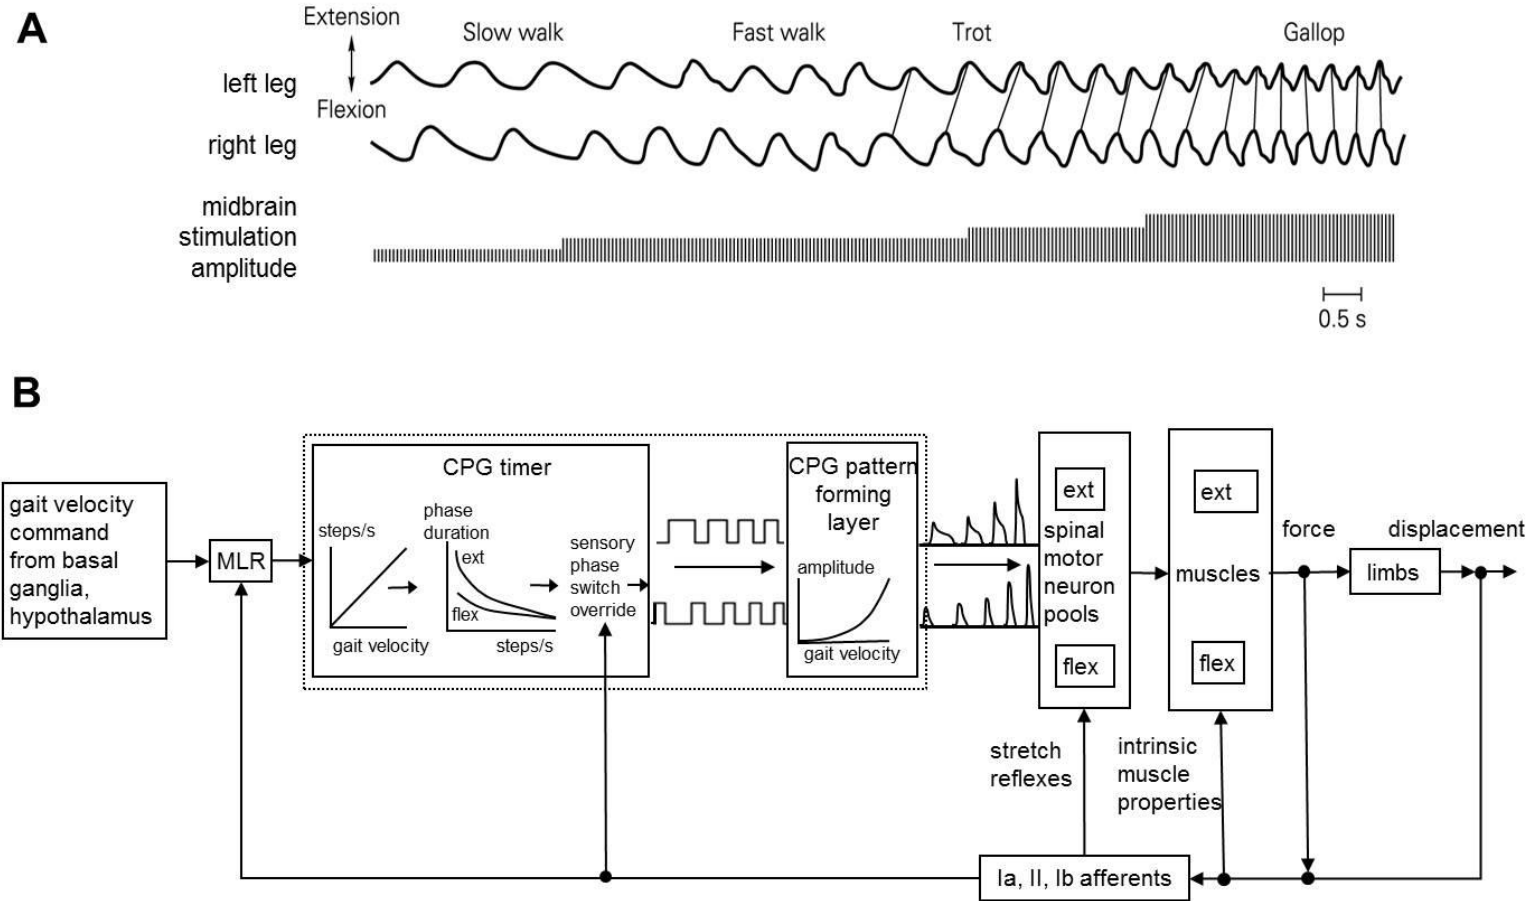 A
Extension
Slow walk
Fast walk
Trot
Gallop
left leg
Flexion
right leg
midbrain
stimulation
amplitude
0.5 s
B
gait velocity
command
from basal
ganglia,
hypothalamus
MLR
CPG timer
steps/s
gait velocity
phase
duration
ext
flex
steps/s
sensory
phase
switch
override
CPG pattern
forming
layer
amplitude
gait velocity
ext
spinal
motor
neuron
pools
flex
ext
muscles
flex
force
limbs
displacement
stretch
reflexes
intrinsic
muscle
properties
Ia, II, Ib afferents